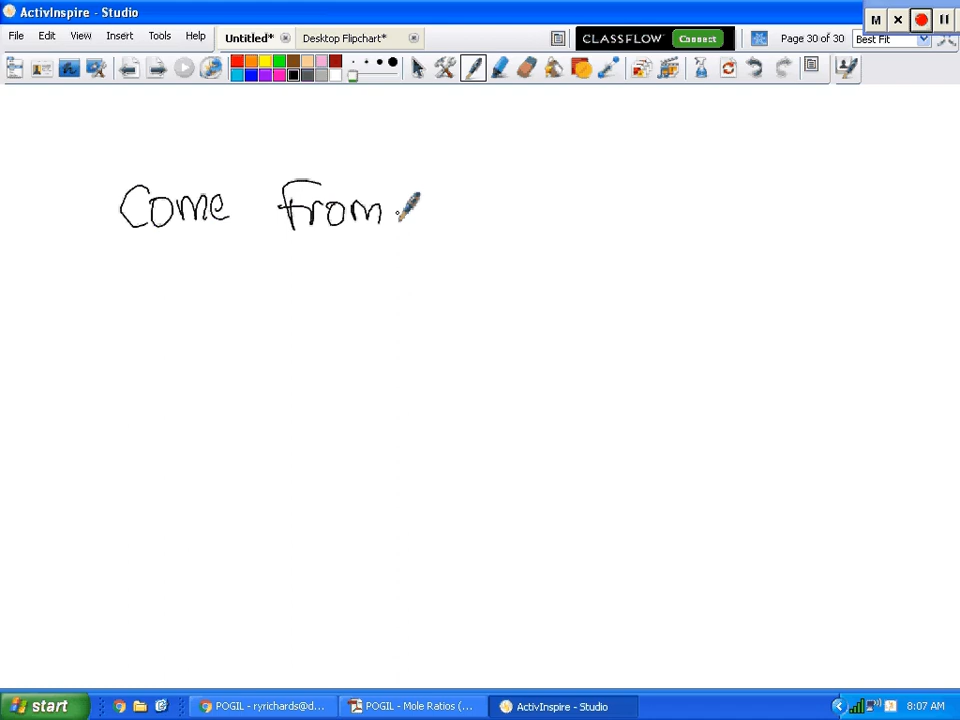 ActivInspire - Studio
M
File Edit View Insert Tools Help
Untitled* Desktop Flipchart* CLASSFLOW Connect Page 30 of 30 Best Fit
Come From
start POGIL - ryrichards@d... POGIL - Mole Ratios (... ActivInspire - Studio 8:07 AM